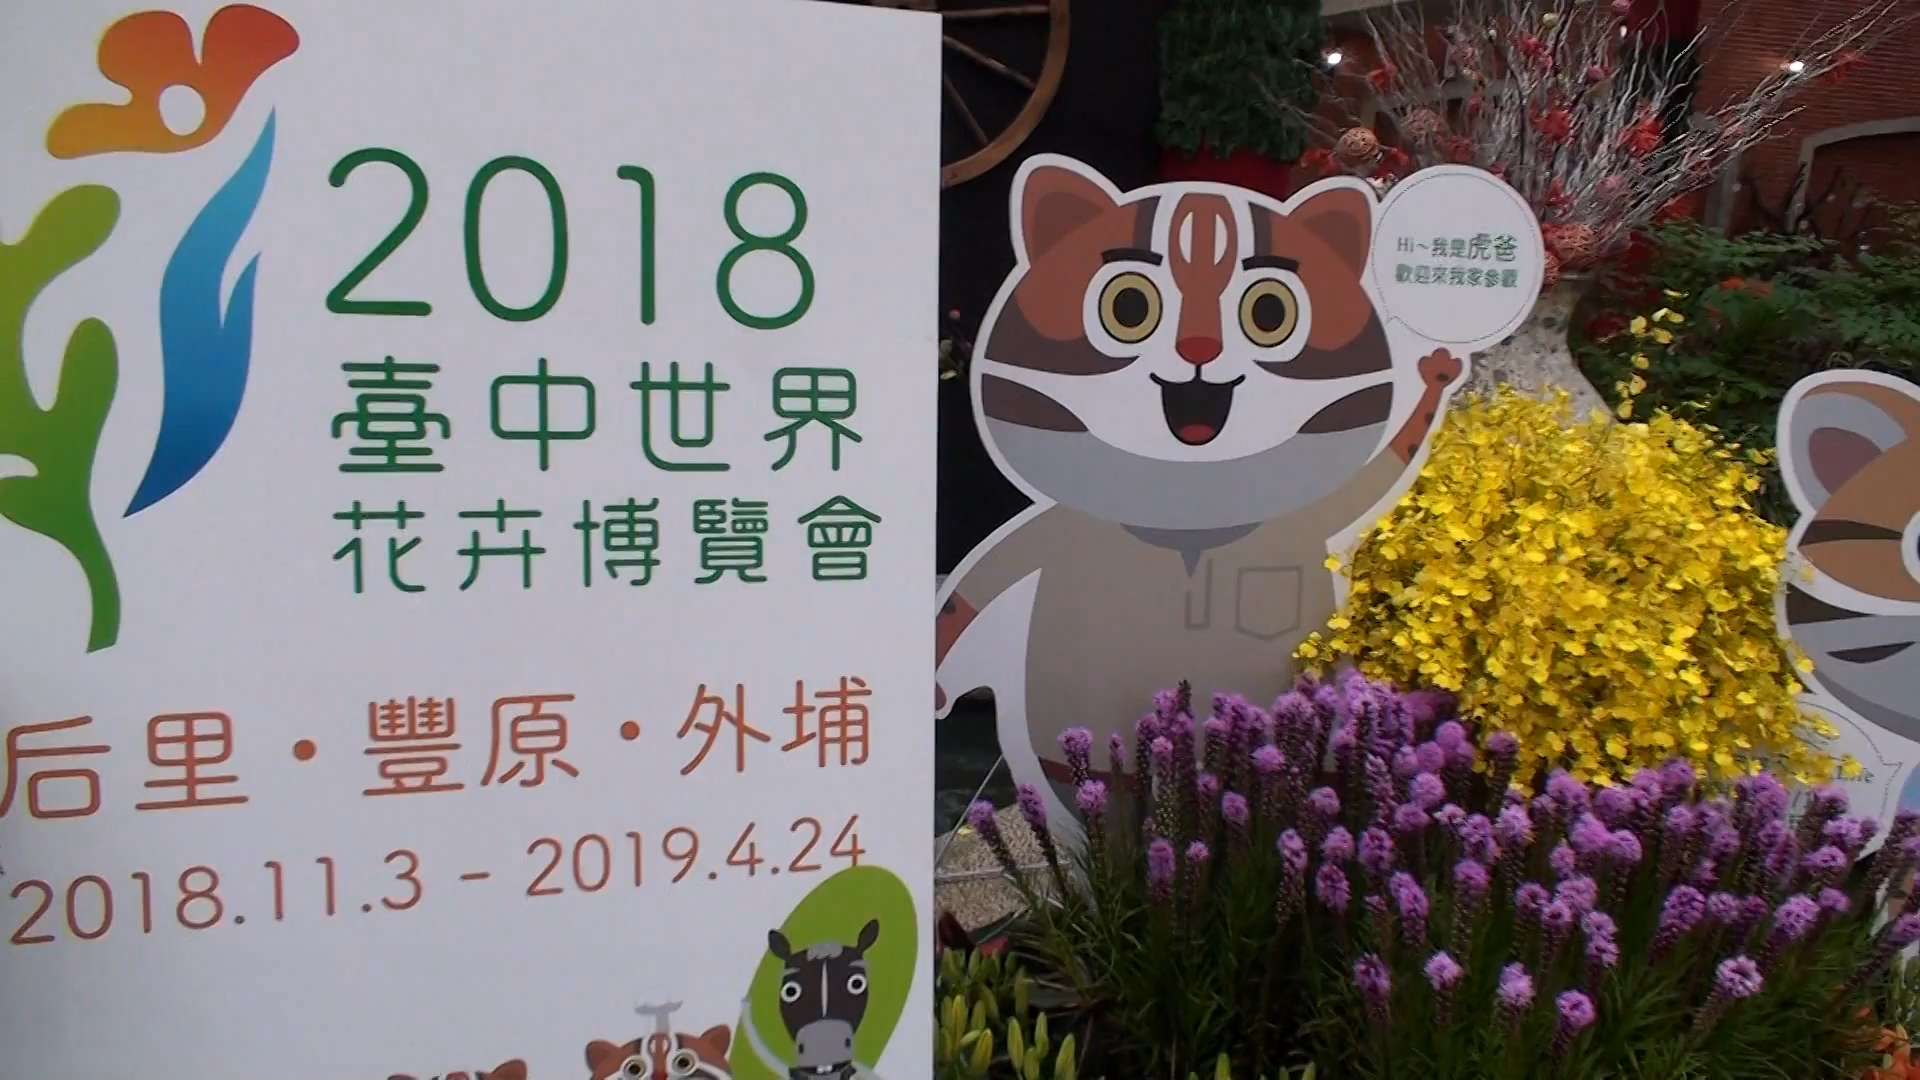 2018
臺中世界
花卉博覽會
后里・豐原・外埔
2018.11.3 - 2019.4.24
Hi～我是虎爸
歡迎來我家參觀